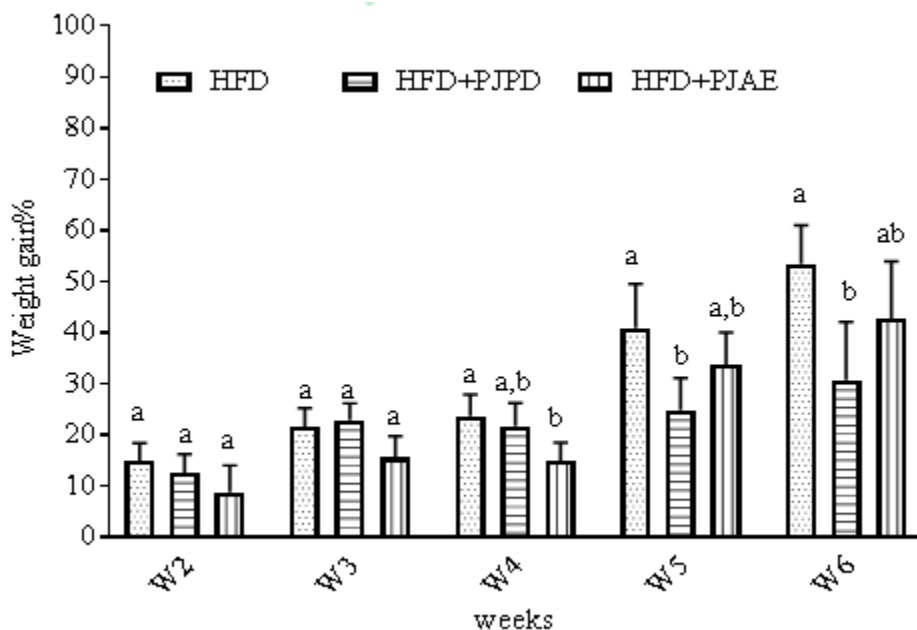 100
90
80
70
60
50
40
30
20
10
0
Weight gain%
HFD HFD+PJPD HFD+PJAE
a a a
a a a
a a,b b
a b a,b
a b ab
W2 W3 W4 W5 W6
weeks